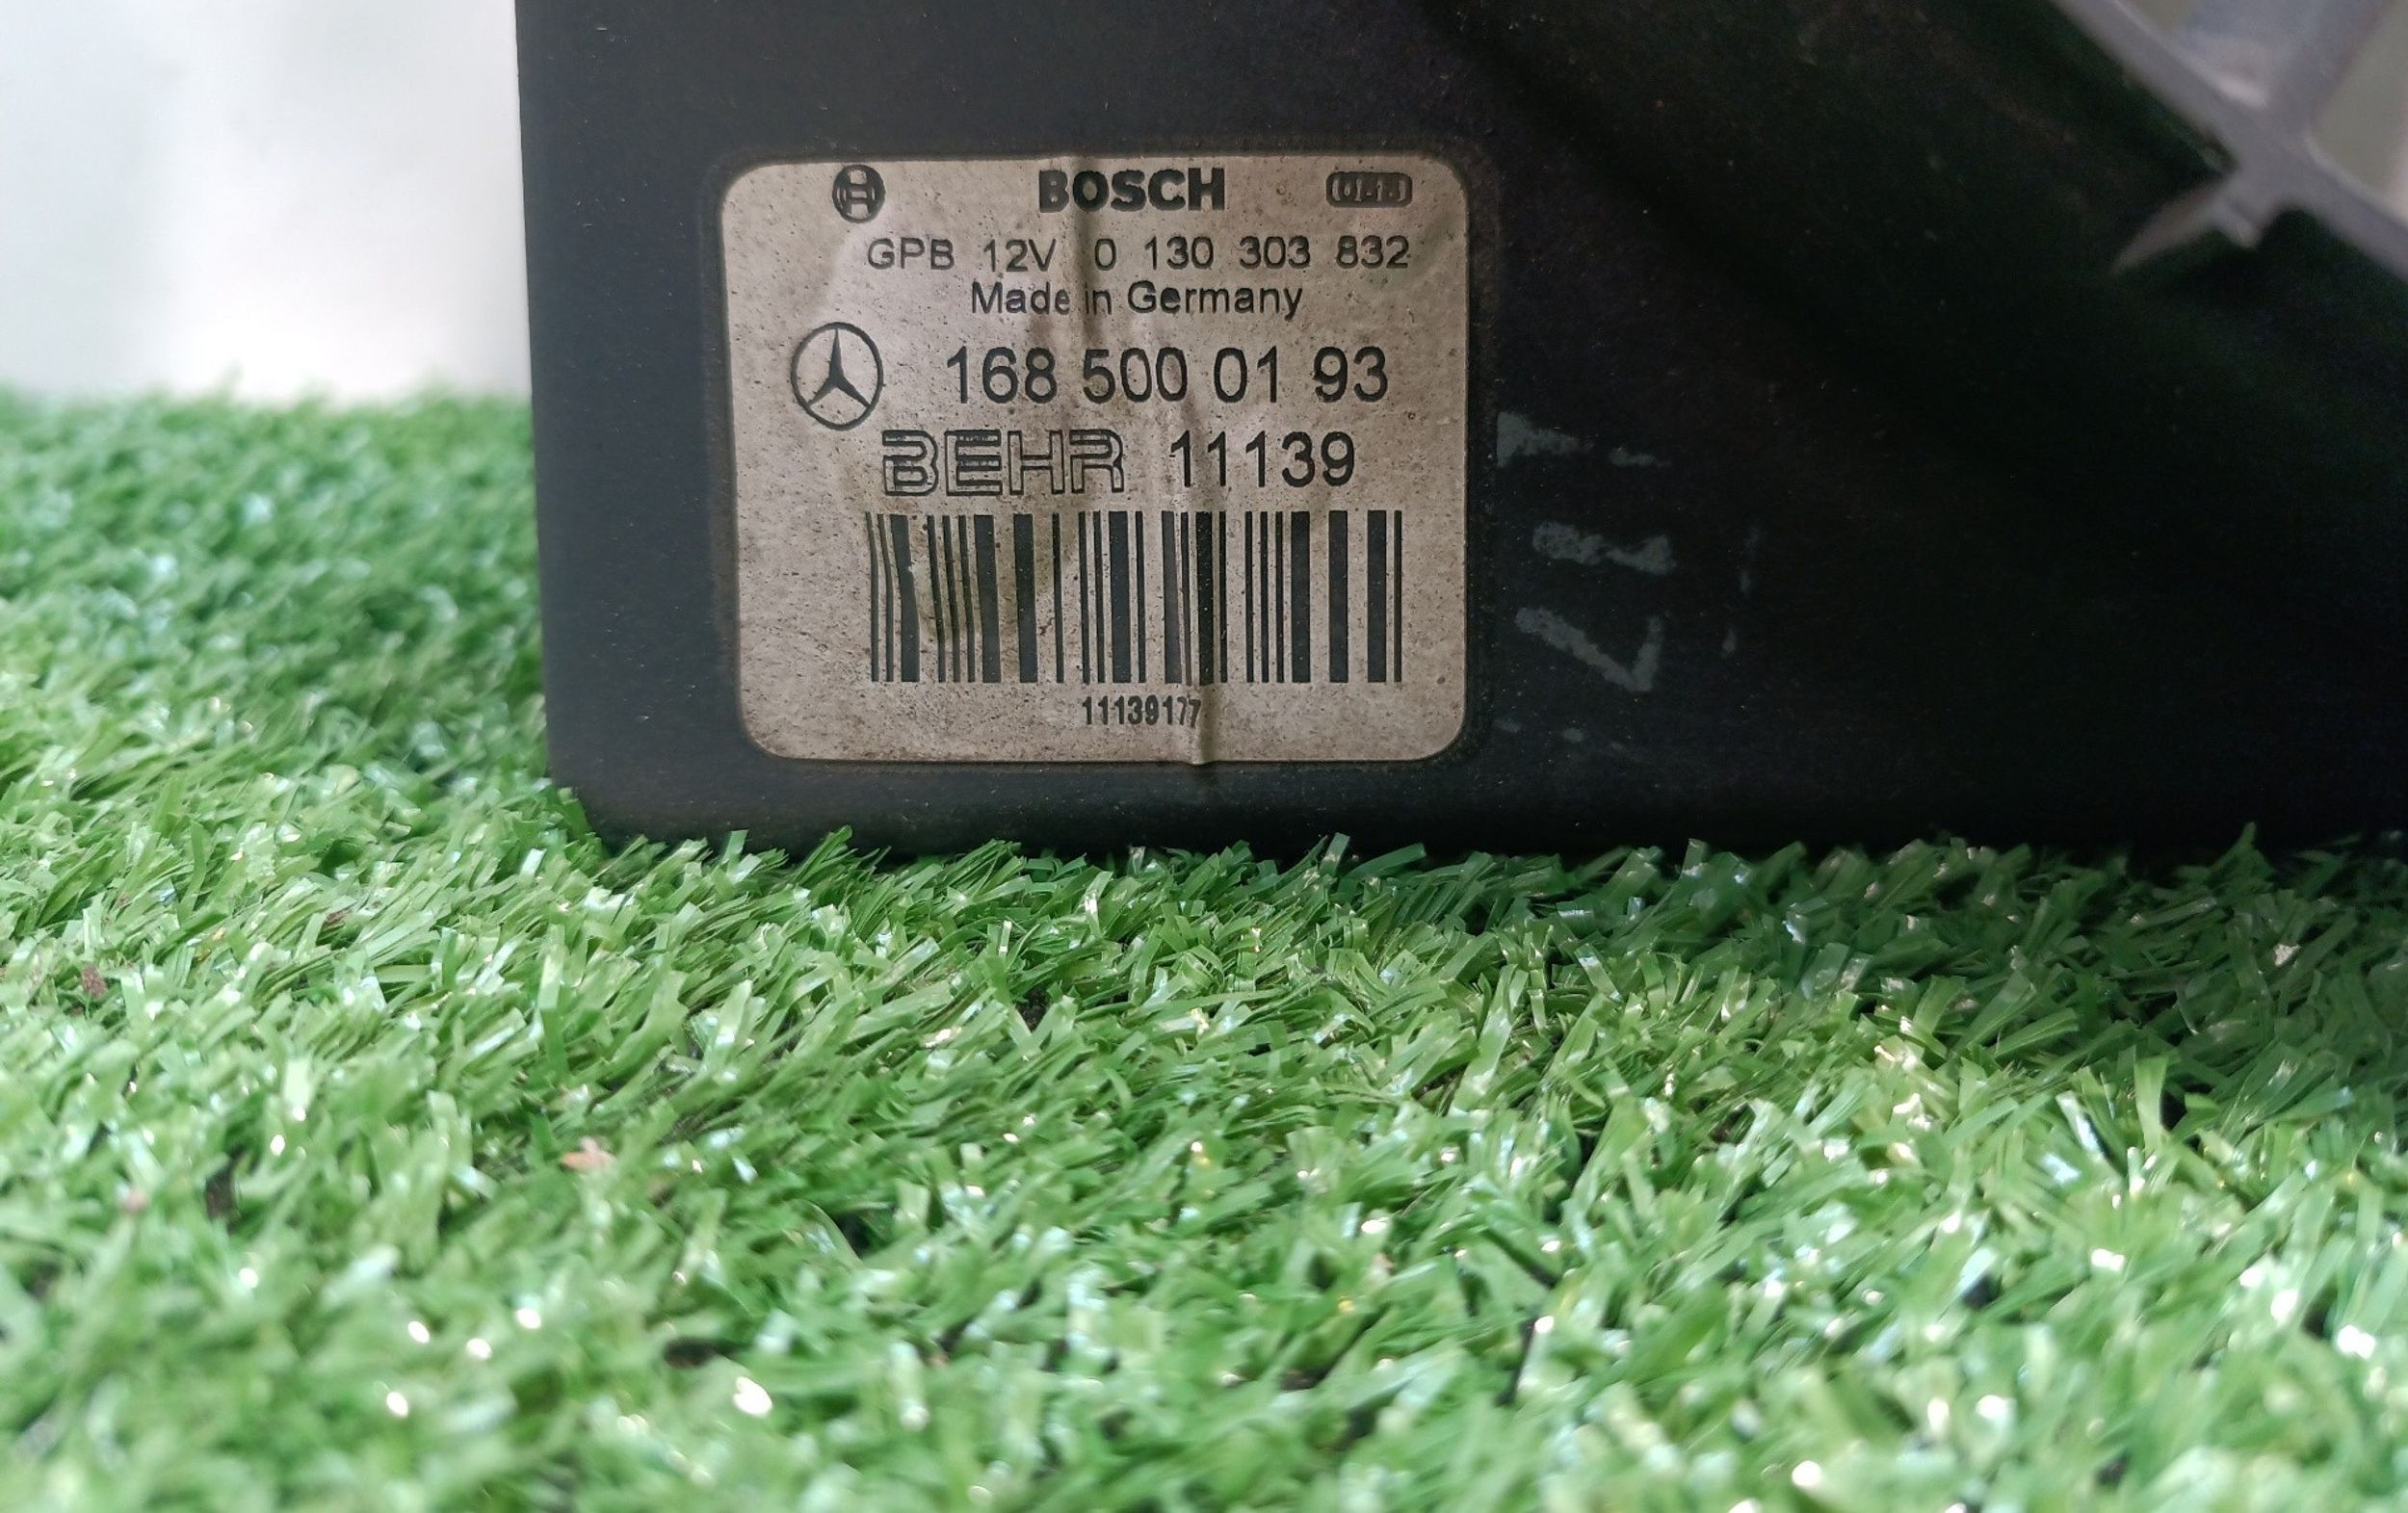 BOSCH
GPB 12V 0 130 303 832
Made in Germany
168 500 01 93
BEHR 11139
11139177